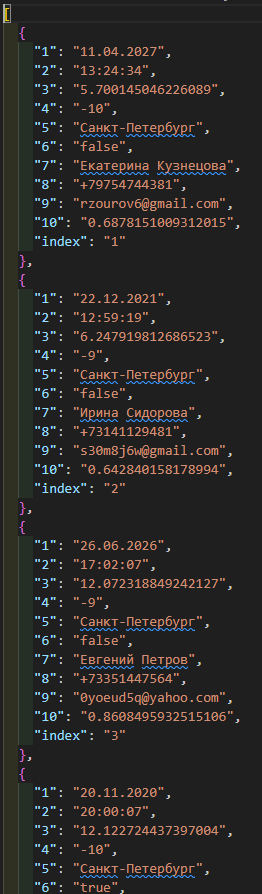 [
{
"1": "11.04.2027",
"2": "13:24:34",
"3": "5.700145046226089",
"4": "-10",
"5": "Санкт-Петербург",
"6": "false",
"7": "Екатерина Кузнецова",
"8": "+79754744381",
"9": "rzourov6@gmail.com",
"10": "0.6878151009312015",
"index": "1"
},
{
"1": "22.12.2021",
"2": "12:59:19",
"3": "6.247919812686523",
"4": "-9",
"5": "Санкт-Петербург",
"6": "false",
"7": "Ирина Сидорова",
"8": "+73141129481",
"9": "s30m8j6w@gmail.com",
"10": "0.642840158178994",
"index": "2"
},
{
"1": "26.06.2026",
"2": "17:02:07",
"3": "12.072318849242127",
"4": "-9",
"5": "Санкт-Петербург",
"6": "false",
"7": "Евгений Петров",
"8": "+73351447564",
"9": "0yoeud5q@yahoo.com",
"10": "0.8608495932515106",
"index": "3"
},
{
"1": "20.11.2020",
"2": "20:00:07",
"3": "12.122724437397004",
"4": "-10",
"5": "Санкт-Петербург",
"6": "true",